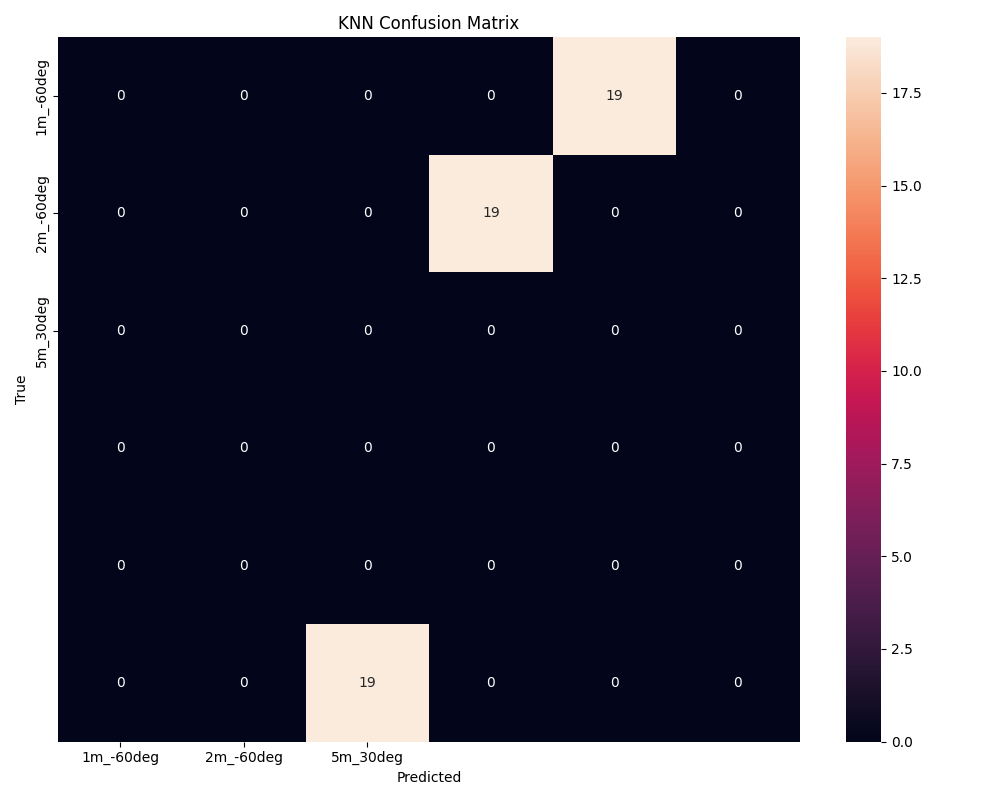 KNN Confusion Matrix
1m_-60deg
0 0 0 0 19 0
2m_-60deg
0 0 0 19 0 0
5m_30deg
0 0 0 0 0 0
True
0 0 0 0 0 0
0 0 0 0 0 0
0 0 19 0 0 0
1m_-60deg 2m_-60deg 5m_30deg
Predicted
17.5
15.0
12.5
10.0
7.5
5.0
2.5
0.0